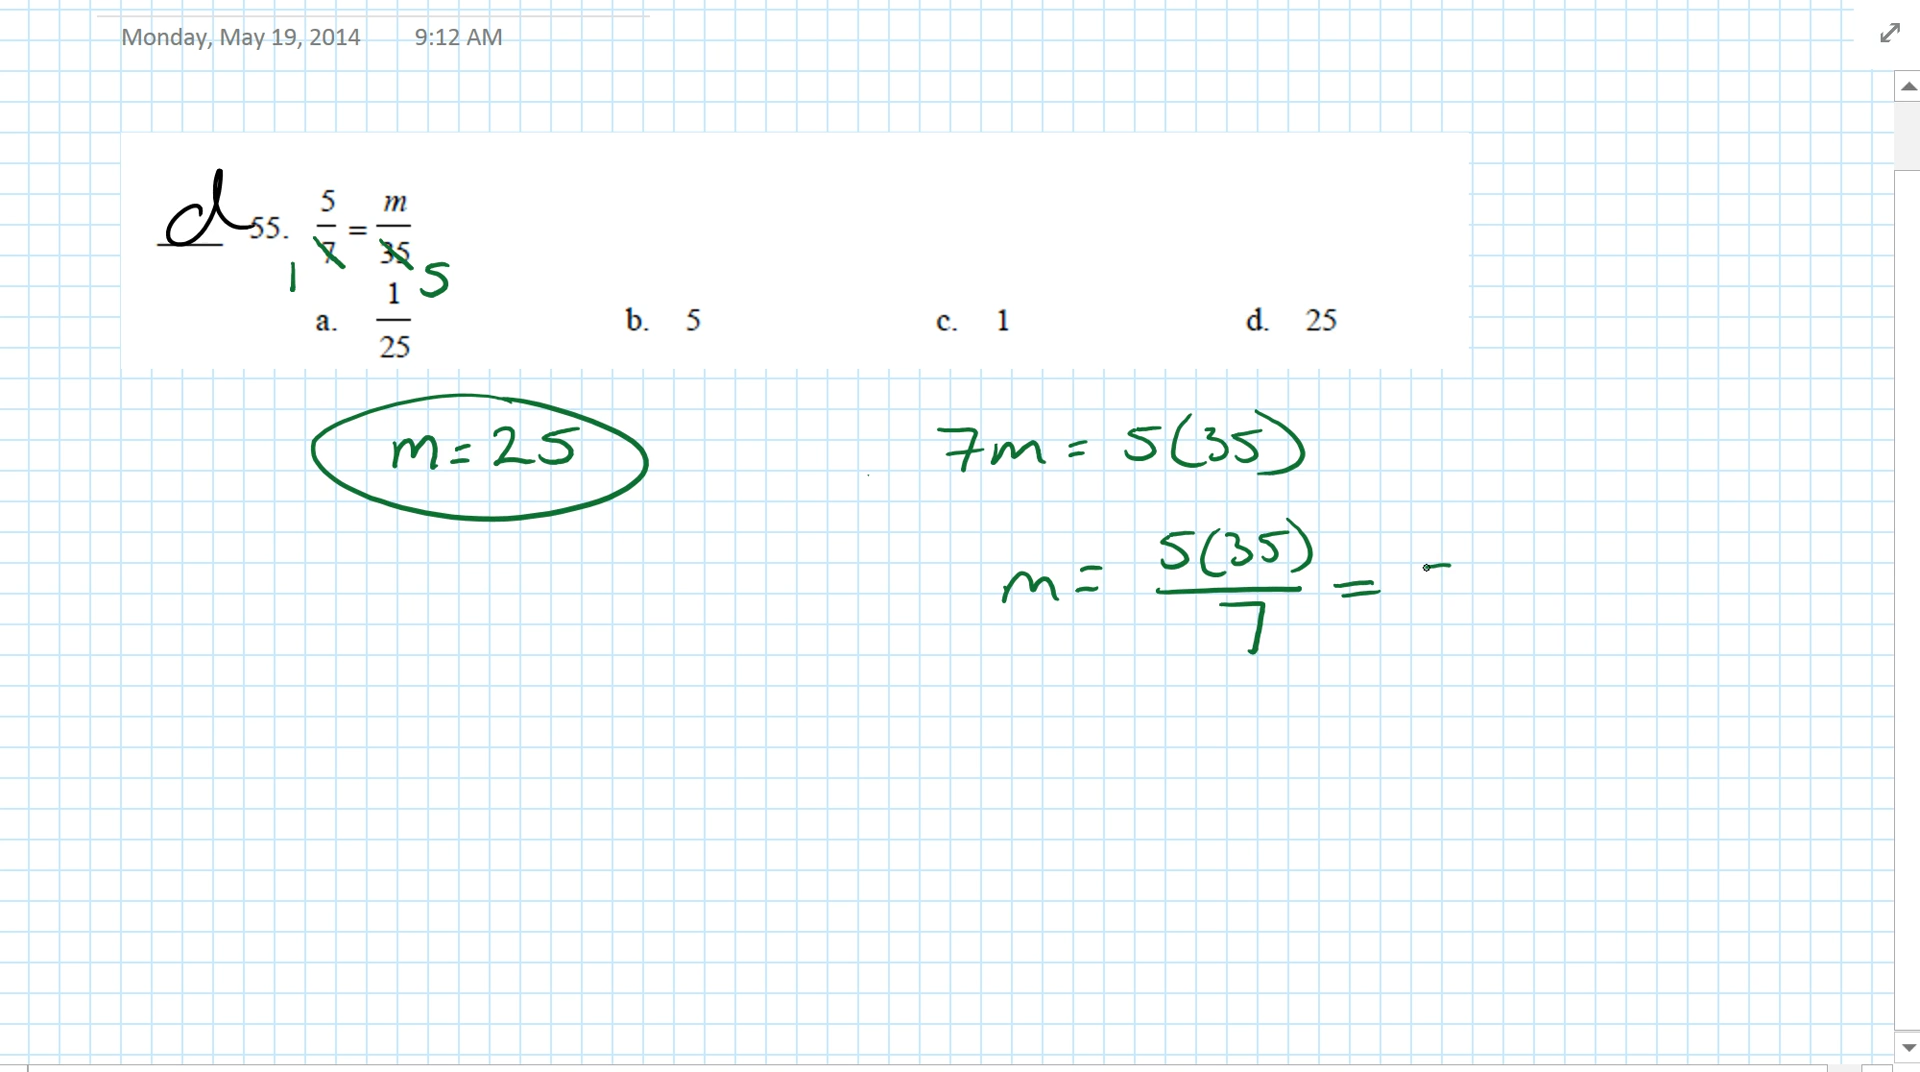 Monday, May 19, 2014 9:12 AM
d 55. 5/7 = m/35
1 5
a. 1/25 b. 5 c. 1 d. 25
m = 25
7m = 5(35)
m = 5(35)/7 =